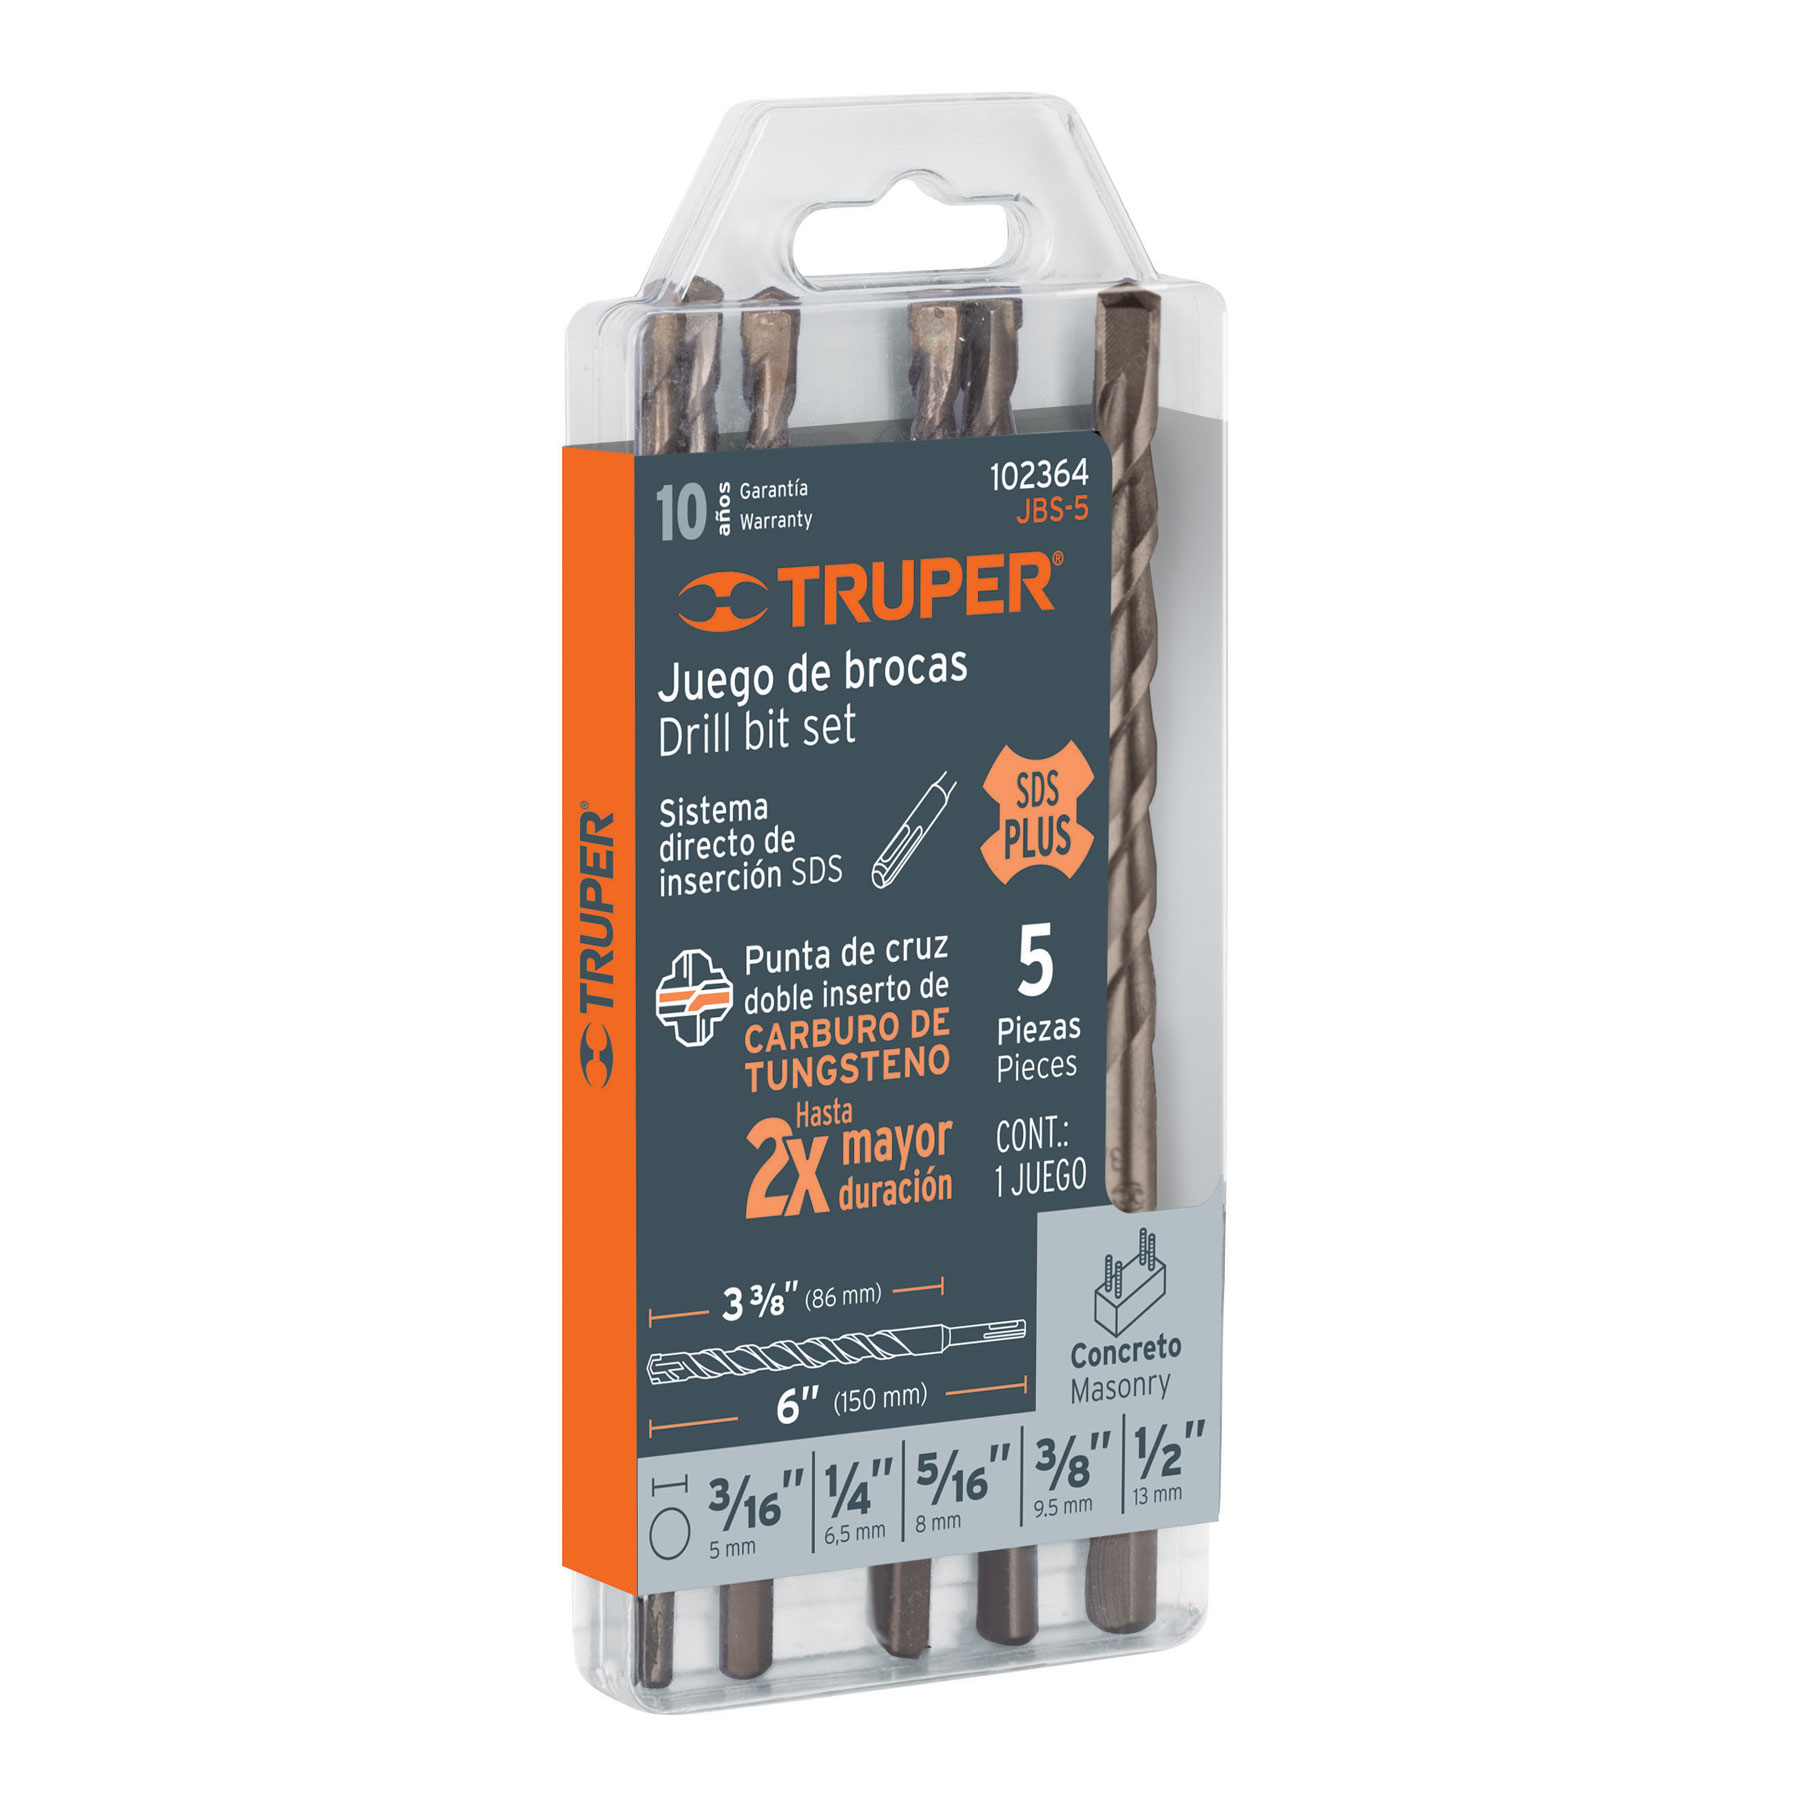 10 años Garantía
Warranty
102364
JBS-5
TRUPER®
Juego de brocas
Drill bit set
Sistema
directo de
inserción SDS
SDS
PLUS
Punta de cruz
doble inserto de
CARBURO DE
TUNGSTENO
Hasta
2X mayor
duración
5
Piezas
Pieces
CONT.:
1 JUEGO
TRUPER®
3 3/8" (86 mm)
6" (150 mm)
Concreto
Masonry
3/16" 1/4" 5/16" 3/8" 1/2"
5 mm 6,5 mm 8 mm 9.5 mm 13 mm